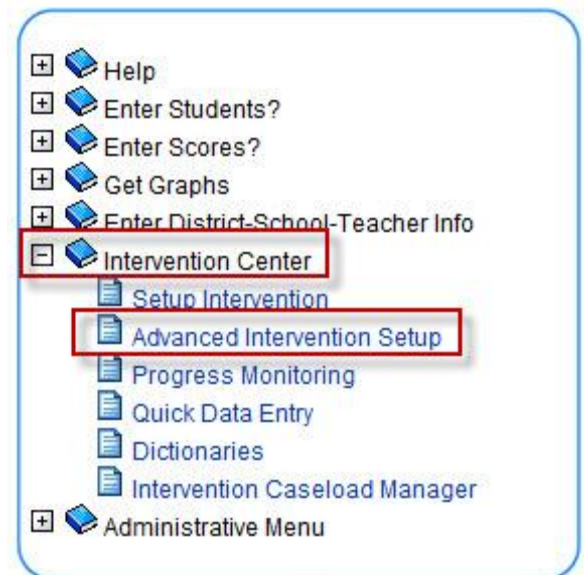 Help
Enter Students?
Enter Scores?
Get Graphs
Enter District-School-Teacher Info
Intervention Center
Setup Intervention
Advanced Intervention Setup
Progress Monitoring
Quick Data Entry
Dictionaries
Intervention Caseload Manager
Administrative Menu